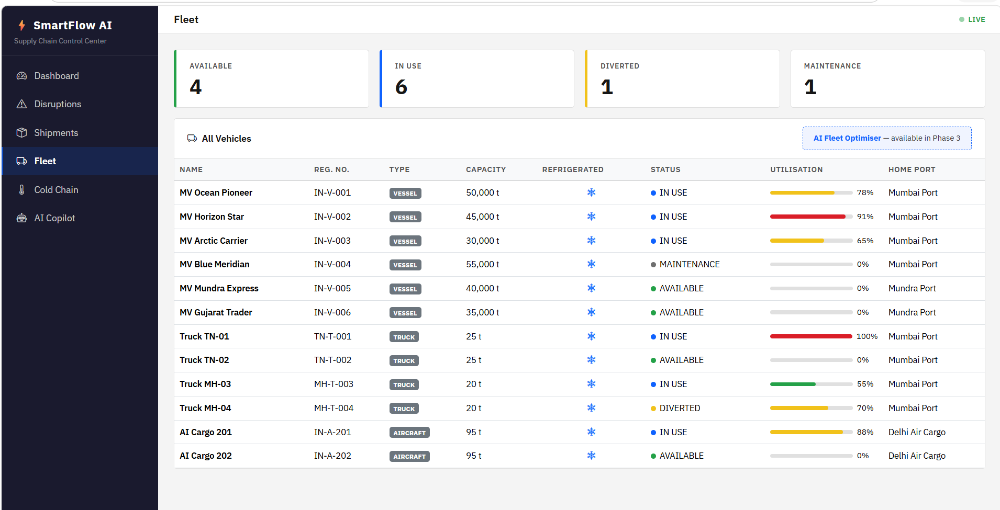 SmartFlow AI
Supply Chain Control Center
Dashboard
Disruptions
Shipments
Fleet
Cold Chain
AI Copilot
Fleet
LIVE
AVAILABLE
4
IN USE
6
DIVERTED
1
MAINTENANCE
1
All Vehicles
AI Fleet Optimiser — available in Phase 3
NAME REG. NO. TYPE CAPACITY REFRIGERATED STATUS UTILISATION HOME PORT
MV Ocean Pioneer IN-V-001 VESSEL 50,000 t IN USE 78% Mumbai Port
MV Horizon Star IN-V-002 VESSEL 45,000 t IN USE 91% Mumbai Port
MV Arctic Carrier IN-V-003 VESSEL 30,000 t IN USE 65% Mumbai Port
MV Blue Meridian IN-V-004 VESSEL 55,000 t MAINTENANCE 0% Mumbai Port
MV Mundra Express IN-V-005 VESSEL 40,000 t AVAILABLE 0% Mundra Port
MV Gujarat Trader IN-V-006 VESSEL 35,000 t AVAILABLE 0% Mundra Port
Truck TN-01 TN-T-001 TRUCK 25 t IN USE 100% Mumbai Port
Truck TN-02 TN-T-002 TRUCK 25 t AVAILABLE 0% Mumbai Port
Truck MH-03 MH-T-003 TRUCK 20 t IN USE 55% Mumbai Port
Truck MH-04 MH-T-004 TRUCK 20 t DIVERTED 70% Mumbai Port
AI Cargo 201 IN-A-201 AIRCRAFT 95 t IN USE 88% Delhi Air Cargo
AI Cargo 202 IN-A-202 AIRCRAFT 95 t AVAILABLE 0% Delhi Air Cargo